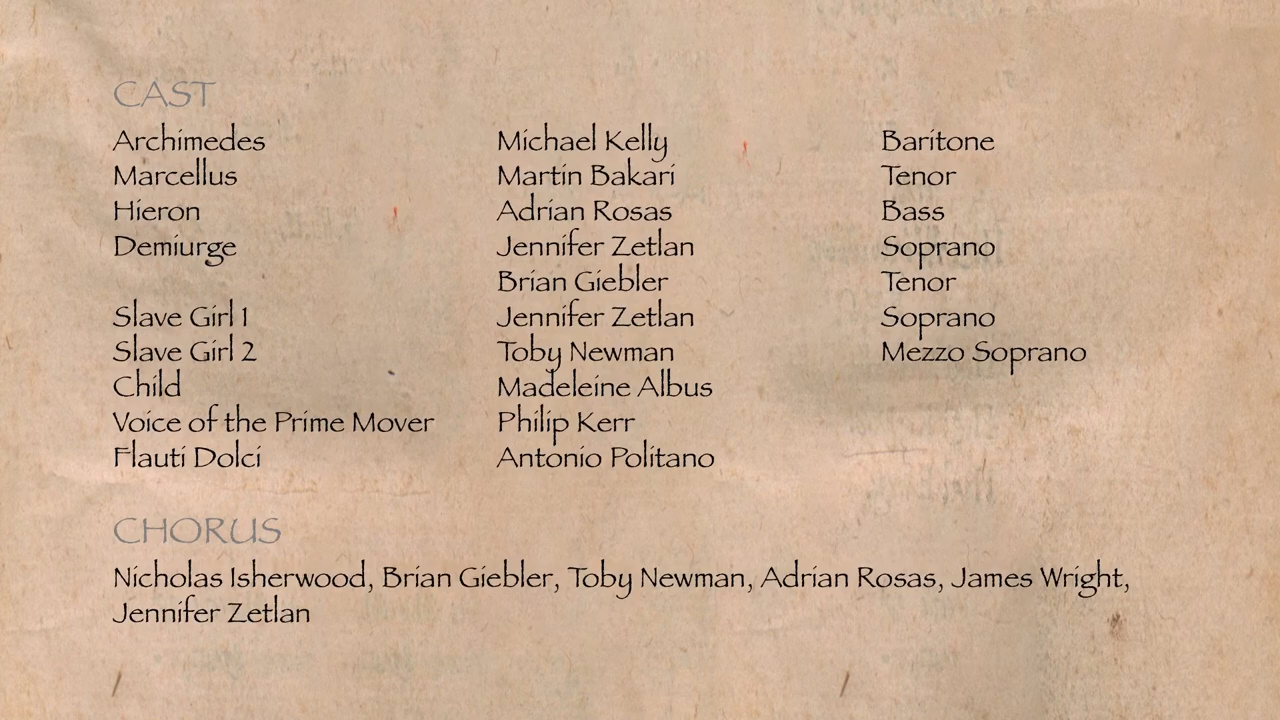 CAST
Archimedes Michael Kelly Baritone
Marcellus Martin Bakari Tenor
Hieron Adrian Rosas Bass
Demiurge Jennifer Zetlan Soprano
Brian Giebler Tenor
Slave Girl 1 Jennifer Zetlan Soprano
Slave Girl 2 Toby Newman Mezzo Soprano
Child Madeleine Albus
Voice of the Prime Mover Philip Kerr
Flauti Dolci Antonio Politano
CHORUS
Nicholas Isherwood, Brian Giebler, Toby Newman, Adrian Rosas, James Wright,
Jennifer Zetlan